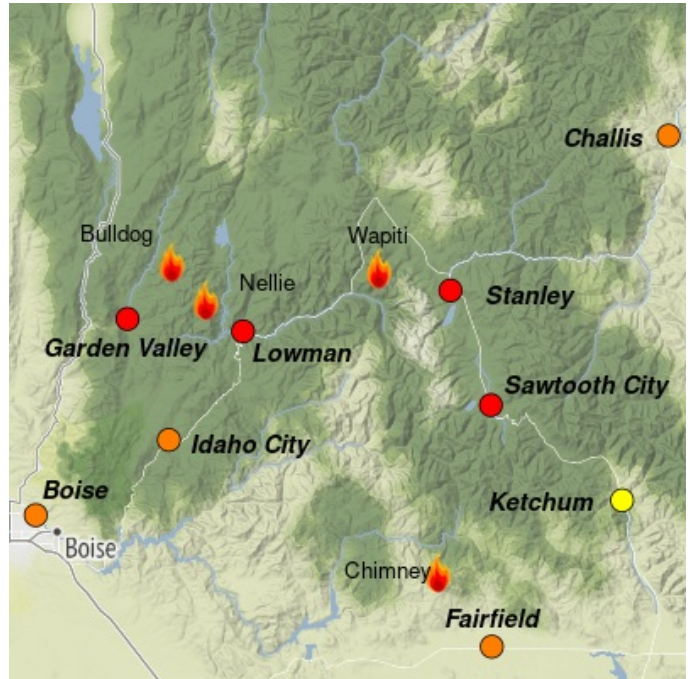 Challis
Bulldog
Wapiti
Nellie
Stanley
Garden Valley
Lowman
Sawtooth City
Idaho City
Boise
Ketchum
Boise
Chimney
Fairfield